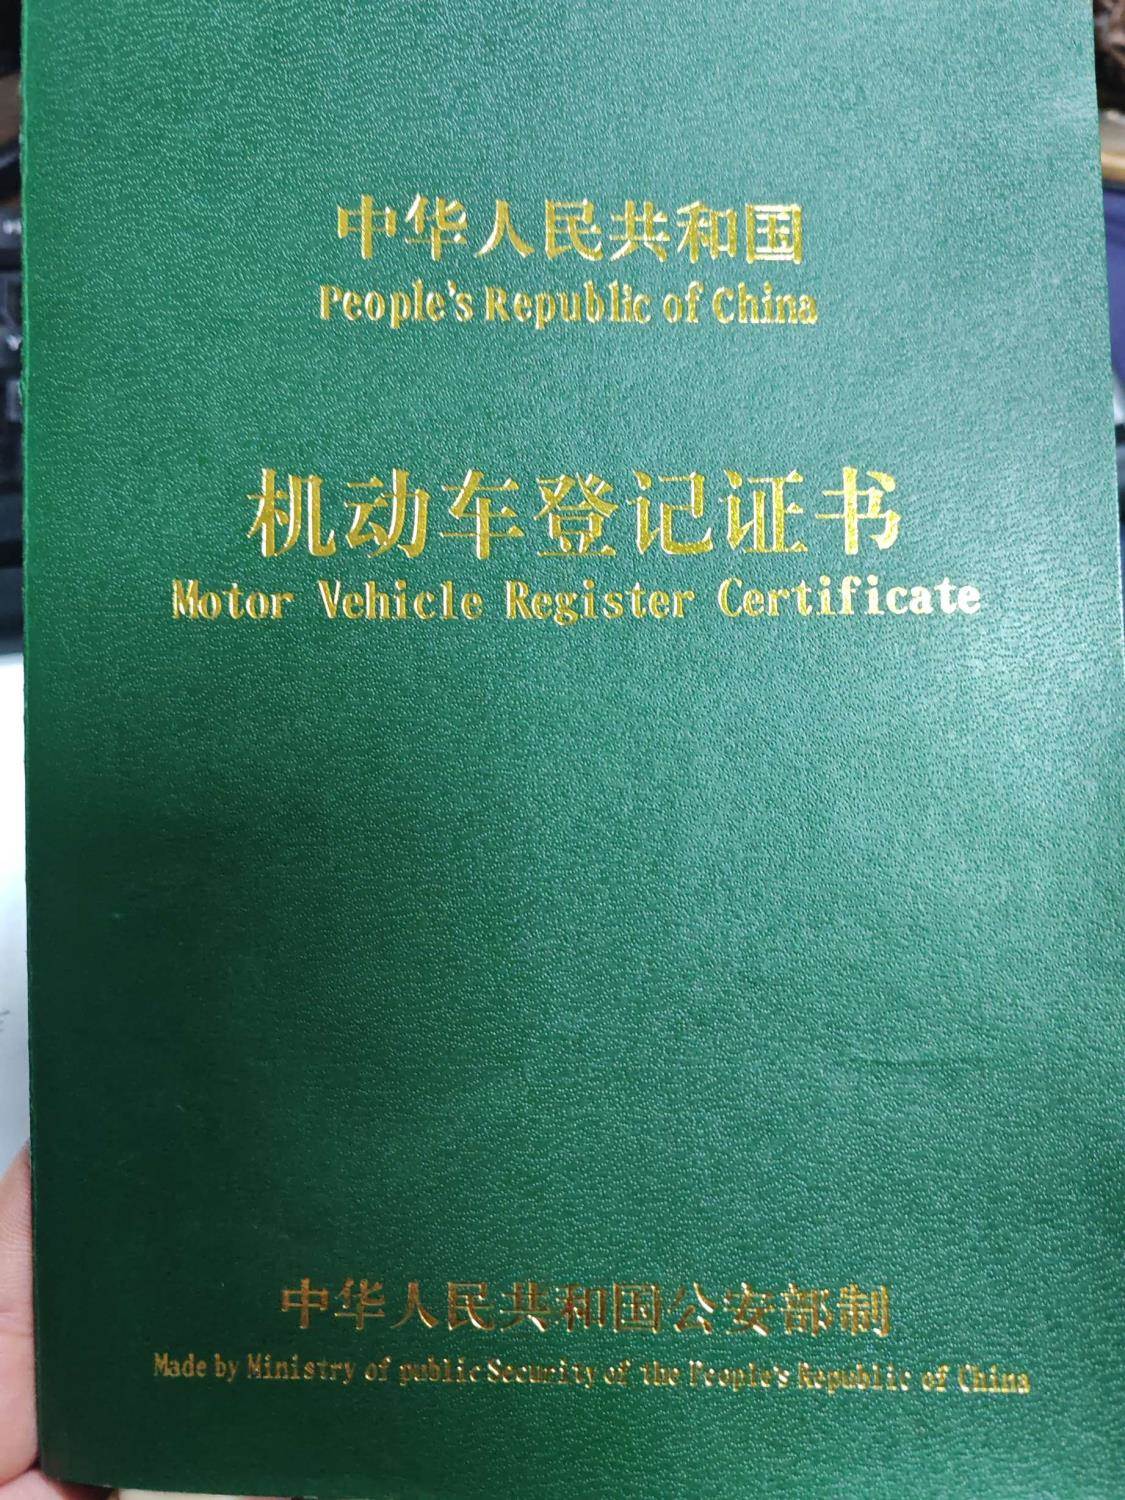 中华人民共和国
People's Republic of China
机动车登记证书
Motor Vehicle Register Certificate
中华人民共和国公安部制
Made by Ministry of public Security of the People's Republic of China